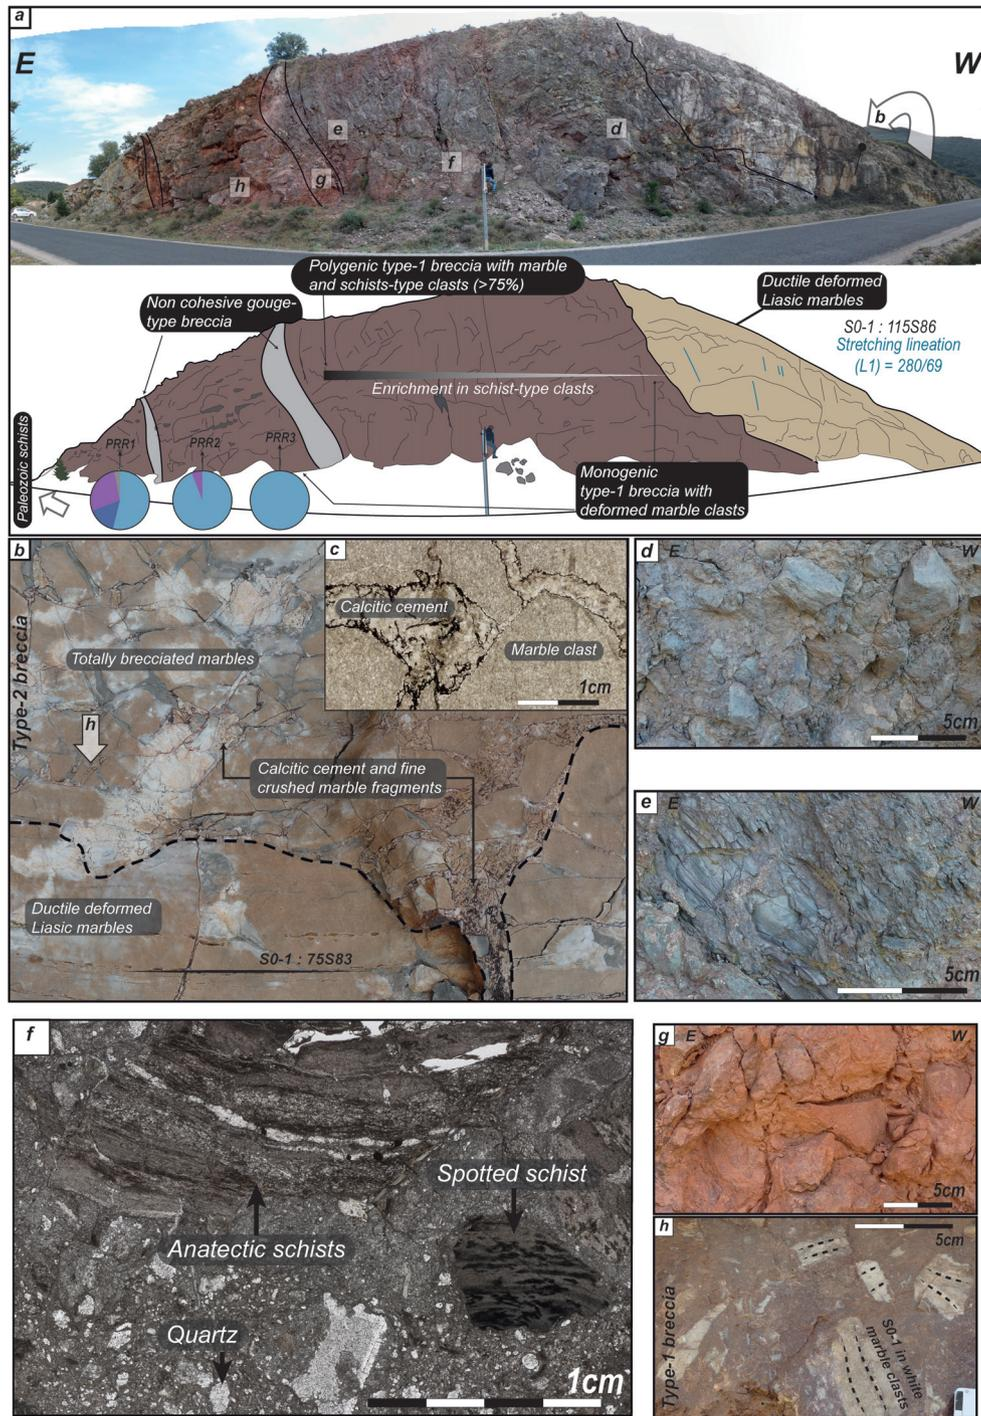 a
E
W
b
e
d
f
h
g
Polygenic type-1 breccia with marble
and schists-type clasts (>75%)
Non cohesive gouge-
type breccia
Ductile deformed
Liasic marbles
S0-1 : 115S86
Stretching lineation
(L1) = 280/69
Enrichment in schist-type clasts
Paleozoic schists
PRR1
PRR2
PRR3
Monogenic
type-1 breccia with
deformed marble clasts
b
Type-2 breccia
Totally brecciated marbles
h
Calcitic cement and fine
crushed marble fragments
Ductile deformed
Liasic marbles
S0-1 : 75S83
c
Calcitic cement
Marble clast
1cm
d
E
W
5cm
e
E
W
5cm
f
Spotted schist
Anatectic schists
Quartz
1cm
g
E
W
5cm
h
5cm
Type-1 breccia
S0-1 in white
marble clasts